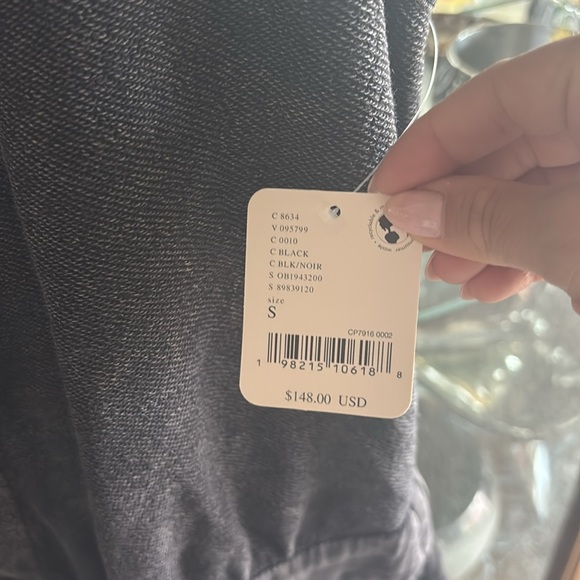 C 8634
V 095799
C 0010
C BLACK
C BLK/NOIR
S OB1943200
S 89839120
size
S
CP7916 0002
1 98215 10618 8
$148.00 USD